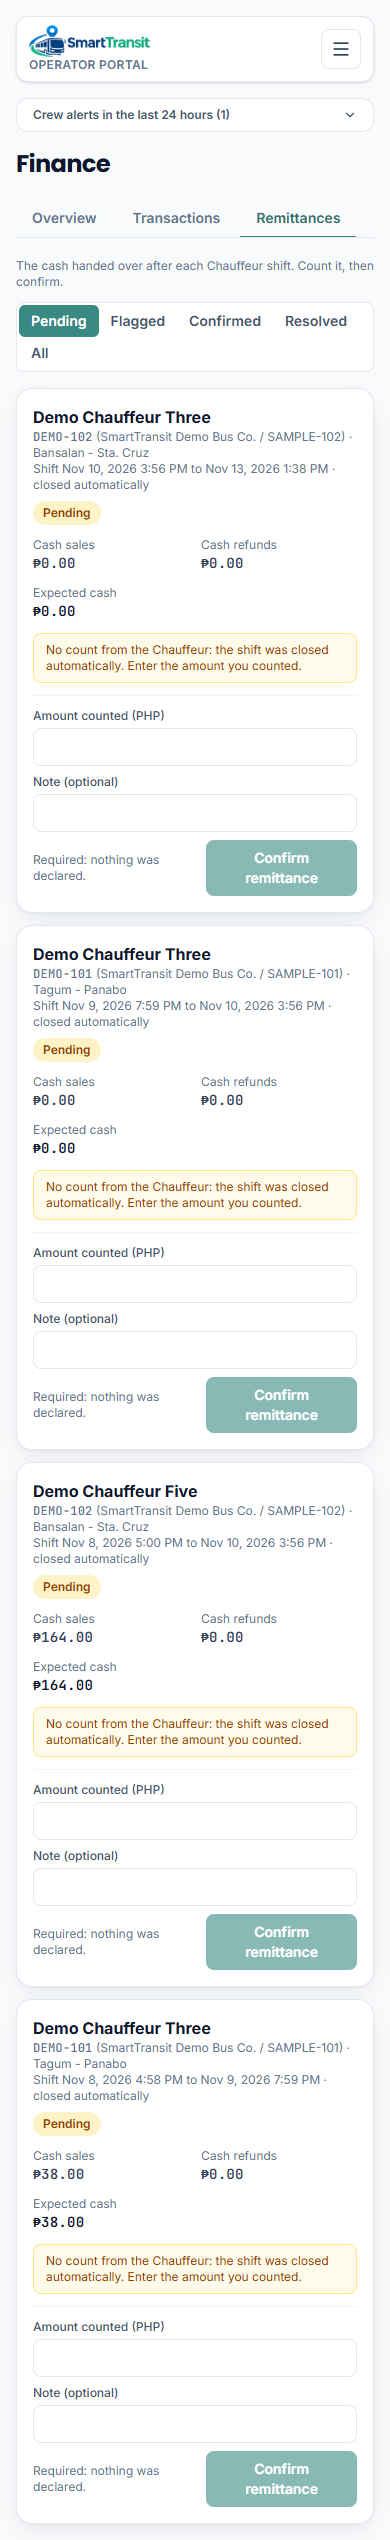 SmartTransit
OPERATOR PORTAL
Crew alerts in the last 24 hours (1)
Finance
Overview
Transactions
Remittances
The cash handed over after each Chauffeur shift. Count it, then
confirm.
Pending
Flagged
Confirmed
Resolved
All
Demo Chauffeur Three
DEMO-102 (SmartTransit Demo Bus Co. / SAMPLE-102) ·
Bansalan - Sta. Cruz
Shift Nov 10, 2026 3:56 PM to Nov 13, 2026 1:38 PM ·
closed automatically
Pending
Cash sales
Cash refunds
₱0.00
₱0.00
Expected cash
₱0.00
No count from the Chauffeur: the shift was closed
automatically. Enter the amount you counted.
Amount counted (PHP)
Note (optional)
Required: nothing was
declared.
Confirm
remittance
Demo Chauffeur Three
DEMO-101 (SmartTransit Demo Bus Co. / SAMPLE-101) ·
Tagum - Panabo
Shift Nov 9, 2026 7:59 PM to Nov 10, 2026 3:56 PM ·
closed automatically
Pending
Cash sales
Cash refunds
₱0.00
₱0.00
Expected cash
₱0.00
No count from the Chauffeur: the shift was closed
automatically. Enter the amount you counted.
Amount counted (PHP)
Note (optional)
Required: nothing was
declared.
Confirm
remittance
Demo Chauffeur Five
DEMO-102 (SmartTransit Demo Bus Co. / SAMPLE-102) ·
Bansalan - Sta. Cruz
Shift Nov 8, 2026 5:00 PM to Nov 10, 2026 3:56 PM ·
closed automatically
Pending
Cash sales
Cash refunds
₱164.00
₱0.00
Expected cash
₱164.00
No count from the Chauffeur: the shift was closed
automatically. Enter the amount you counted.
Amount counted (PHP)
Note (optional)
Required: nothing was
declared.
Confirm
remittance
Demo Chauffeur Three
DEMO-101 (SmartTransit Demo Bus Co. / SAMPLE-101) ·
Tagum - Panabo
Shift Nov 8, 2026 4:58 PM to Nov 9, 2026 7:59 PM ·
closed automatically
Pending
Cash sales
Cash refunds
₱38.00
₱0.00
Expected cash
₱38.00
No count from the Chauffeur: the shift was closed
automatically. Enter the amount you counted.
Amount counted (PHP)
Note (optional)
Required: nothing was
declared.
Confirm
remittance